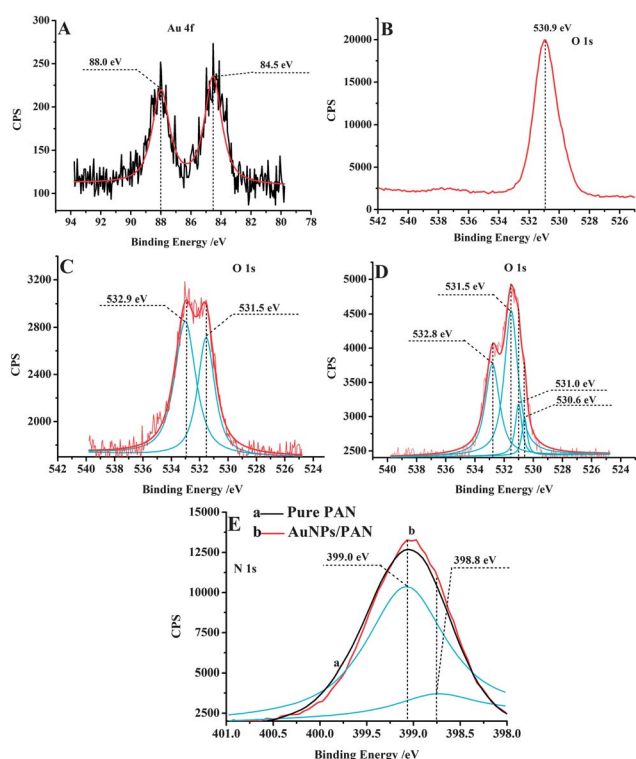 A
Au 4f
88.0 eV
84.5 eV
250
200
150
100
CPS
94 92 90 88 86 84 82 80 78
Binding Energy /eV
B
530.9 eV
O 1s
20000
15000
10000
5000
0
CPS
542 540 538 536 534 532 530 528 526
Binding Energy /eV
C
O 1s
532.9 eV
531.5 eV
3200
2800
2400
2000
1800
CPS
542 540 538 536 534 532 530 528 526 524
Binding Energy /eV
D
O 1s
531.5 eV
532.8 eV
531.0 eV
530.6 eV
5000
4500
4000
3500
3000
2500
CPS
540 538 536 534 532 530 528 526 524
Binding Energy /eV
E
a Pure PAN
b AuNPs/PAN
N 1s
399.0 eV
b
398.8 eV
a
15000
12500
10000
7500
5000
2500
CPS
401.0 400.5 400.0 399.5 399.0 398.5 398.0
Binding Energy /eV